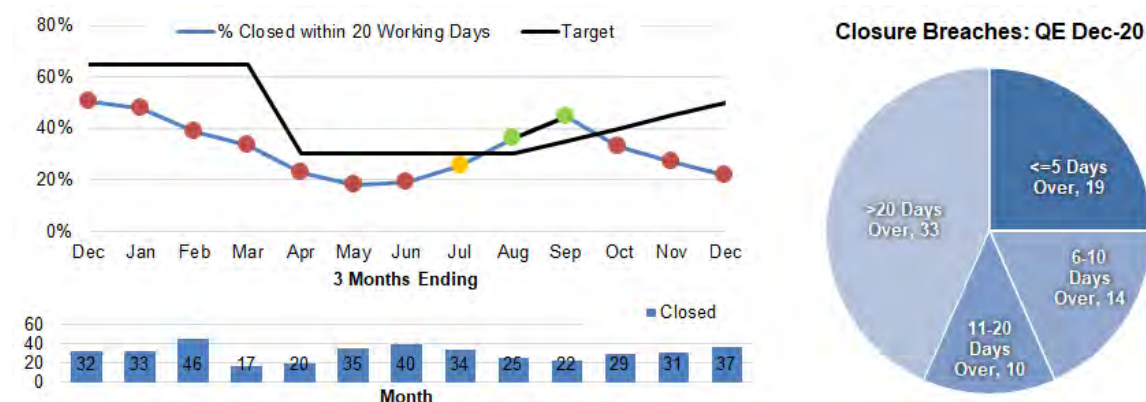 80%
% Closed within 20 Working Days
Target
60%
40%
20%
0%
Dec Jan Feb Mar Apr May Jun Jul Aug Sep Oct Nov Dec
3 Months Ending
Closed
60
40
20
0
32 33 46 17 20 35 40 34 25 22 29 31 37
Month
Closure Breaches: QE Dec-20
<=5 Days
Over, 19
>20 Days
Over, 33
6-10
Days
Over, 14
11-20
Days
Over, 10